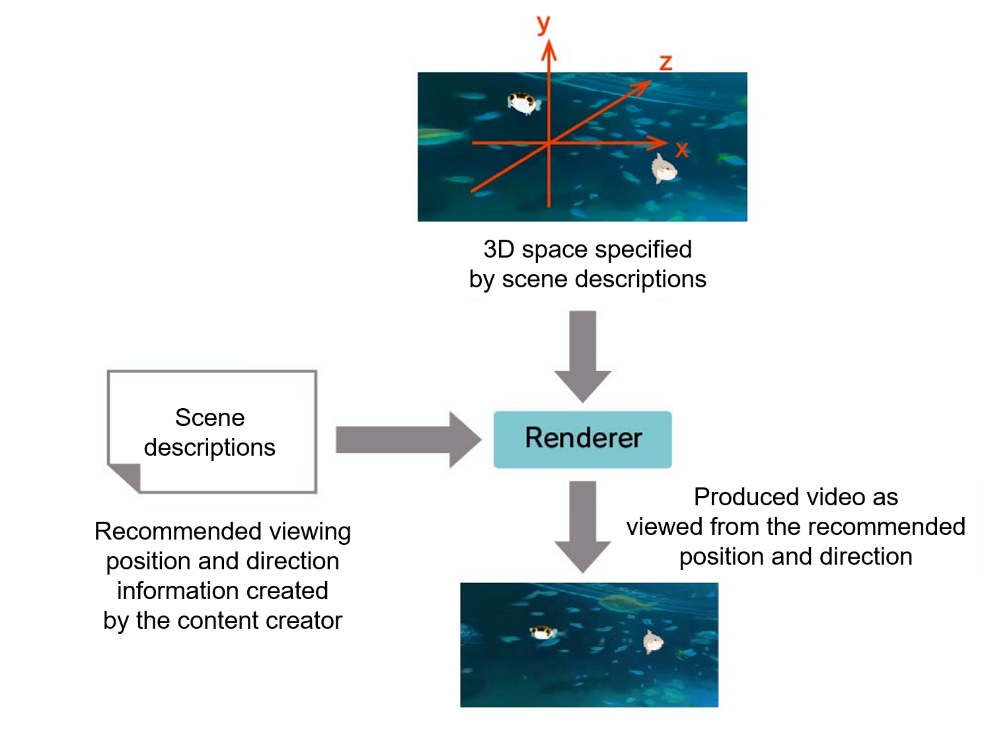 y
z
x
3D space specified
by scene descriptions
Scene
descriptions
Renderer
Recommended viewing
position and direction
information created
by the content creator
Produced video as
viewed from the recommended
position and direction